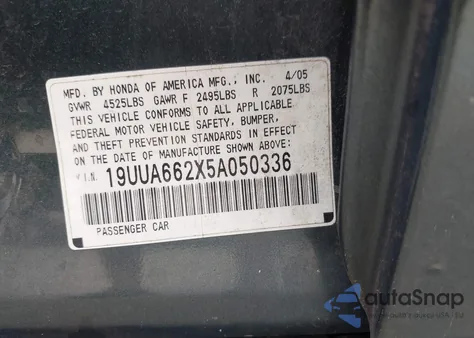 MFD. BY HONDA OF AMERICA MFG., INC. 4/05
GVWR 4525LBS GAWR F 2495LBS R 2075LBS
THIS VEHICLE CONFORMS TO ALL APPLICABLE
FEDERAL MOTOR VEHICLE SAFETY, BUMPER,
AND THEFT PREVENTION STANDARDS IN EFFECT
ON THE DATE OF MANUFACTURE SHOWN ABOVE:
V.I.N. 19UUA662X5A050336
PASSENGER CAR
autoSnap